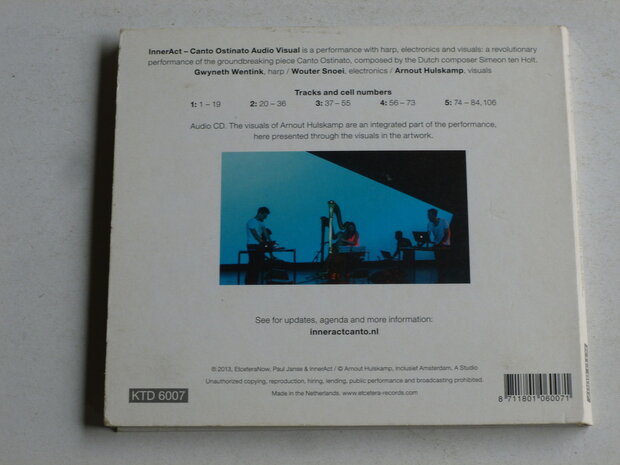 InnerAct – Canto Ostinato Audio Visual is a performance with harp, electronics and visuals: a revolutionary
performance of the groundbreaking piece Canto Ostinato, composed by the Dutch composer Simeon ten Holt.
Gwyneth Wentink, harp / Wouter Snoei, electronics / Arnout Hulskamp, visuals
Tracks and cell numbers
1: 1 – 19 2: 20 – 36 3: 37 – 55 4: 56 – 73 5: 74 – 84, 106
Audio CD. The visuals of Arnout Hulskamp are an integrated part of the performance,
here presented through the visuals in the artwork.
See for updates, agenda and more information:
inneractcanto.nl
℗ 2013, EtceteraNow, Paul Janse & InnerAct / © Arnout Hulskamp, Inclusief Amsterdam, A Studio
Unauthorized copying, reproduction, hiring, lending, public performance and broadcasting prohibited.
Made in the Netherlands, www.etcetera-records.com
KTD 6007
8 711801 060071